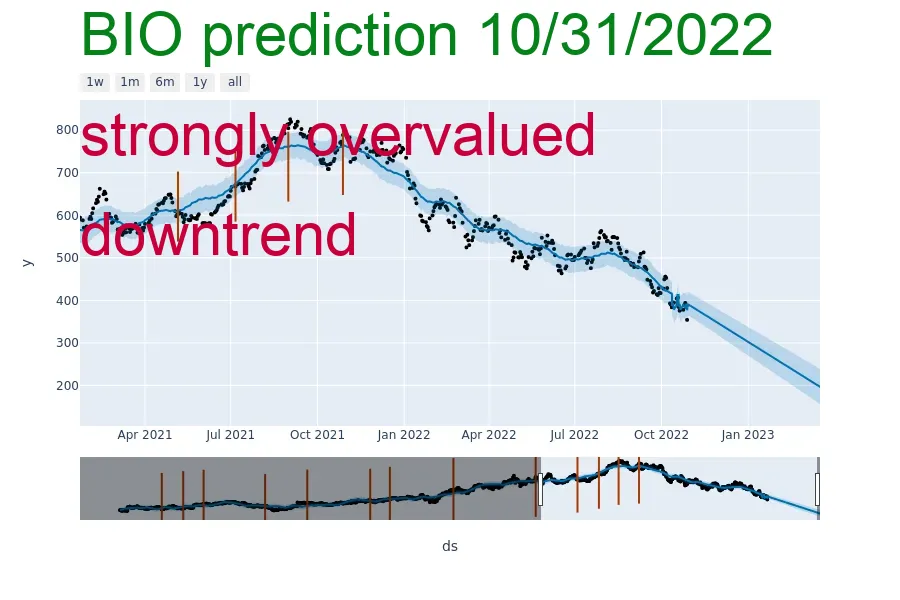 BIO prediction 10/31/2022
1w 1m 6m 1y all
strongly overvalued
downtrend
800
700
600
500
400
300
200
y
Apr 2021 Jul 2021 Oct 2021 Jan 2022 Apr 2022 Jul 2022 Oct 2022 Jan 2023
ds